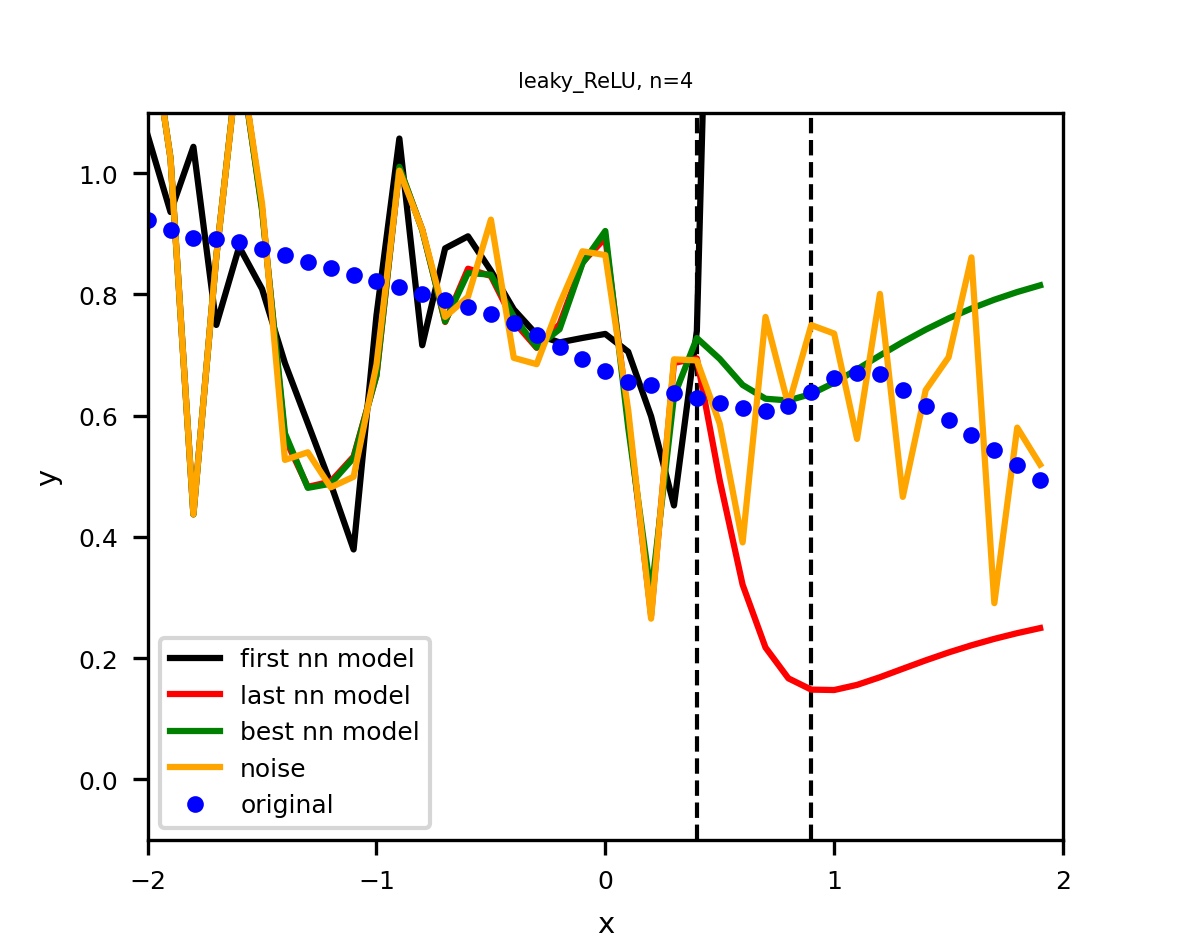 leaky_ReLU, n=4
1.0
0.8
0.6
0.4
0.2
0.0
y
first nn model
last nn model
best nn model
noise
original
−2
−1
0
1
2
x